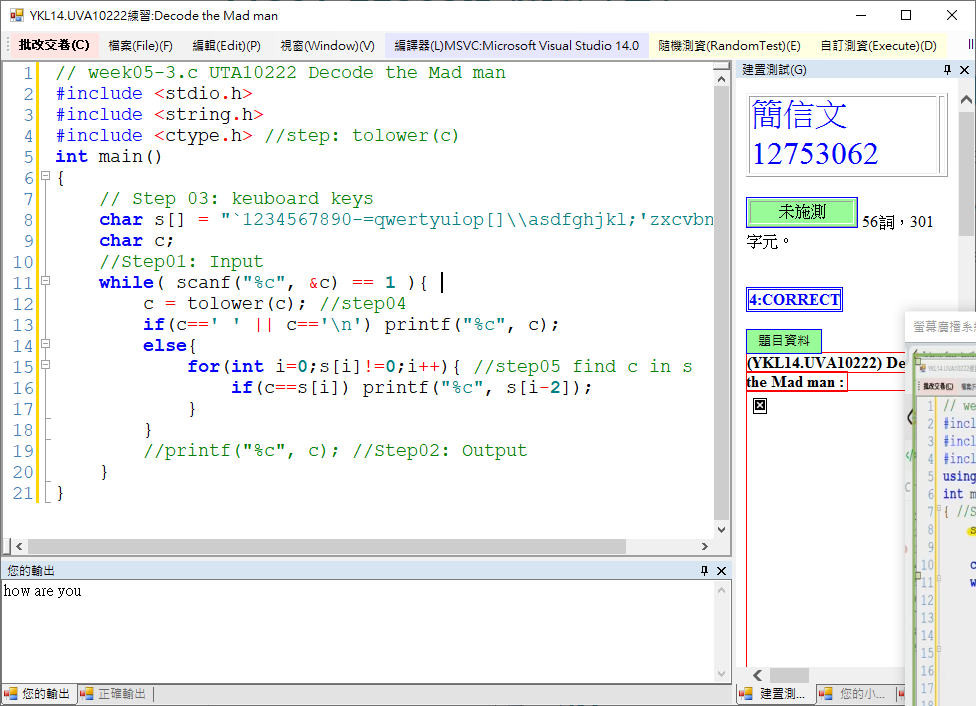 YKL14.UVA10222練習:Decode the Mad man
批改交卷(C) 檔案(File)(F) 編輯(Edit)(P) 視窗(Window)(V) 編譯器(L)MSVC:Microsoft Visual Studio 14.0 隨機測資(RandomTest)(E) 自訂測資(Execute)(D)
1 // week05-3.c UTA10222 Decode the Mad man
2 #include <stdio.h>
3 #include <string.h>
4 #include <ctype.h> //step: tolower(c)
5 int main()
6 {
7 // Step 03: keuboard keys
8 char s[] = "`1234567890-=qwertyuiop[]\\asdfghjkl;'zxcvbn
9 char c;
10 //Step01: Input
11 while( scanf("%c", &c) == 1 ){
12 c = tolower(c); //step04
13 if(c==' ' || c=='\n') printf("%c", c);
14 else{
15 for(int i=0;s[i]!=0;i++){ //step05 find c in s
16 if(c==s[i]) printf("%c", s[i-2]);
17 }
18 }
19 //printf("%c", c); //Step02: Output
20 }
21 }
您的輸出
how are you
您的輸出 正確輸出
建置測試(G)
簡信文
12753062
未施測 56詞，301
字元。
4:CORRECT
題目資料
(YKL14.UVA10222) De
the Mad man :
建置測... 您的小...
螢幕廣播系
批改交卷(C)
1 // we
2 #incl
3 #incl
4 #incl
5 using
6 int m
7 { //S
8 s
9
10 c
11 w
12
13
14
15
16
17
18